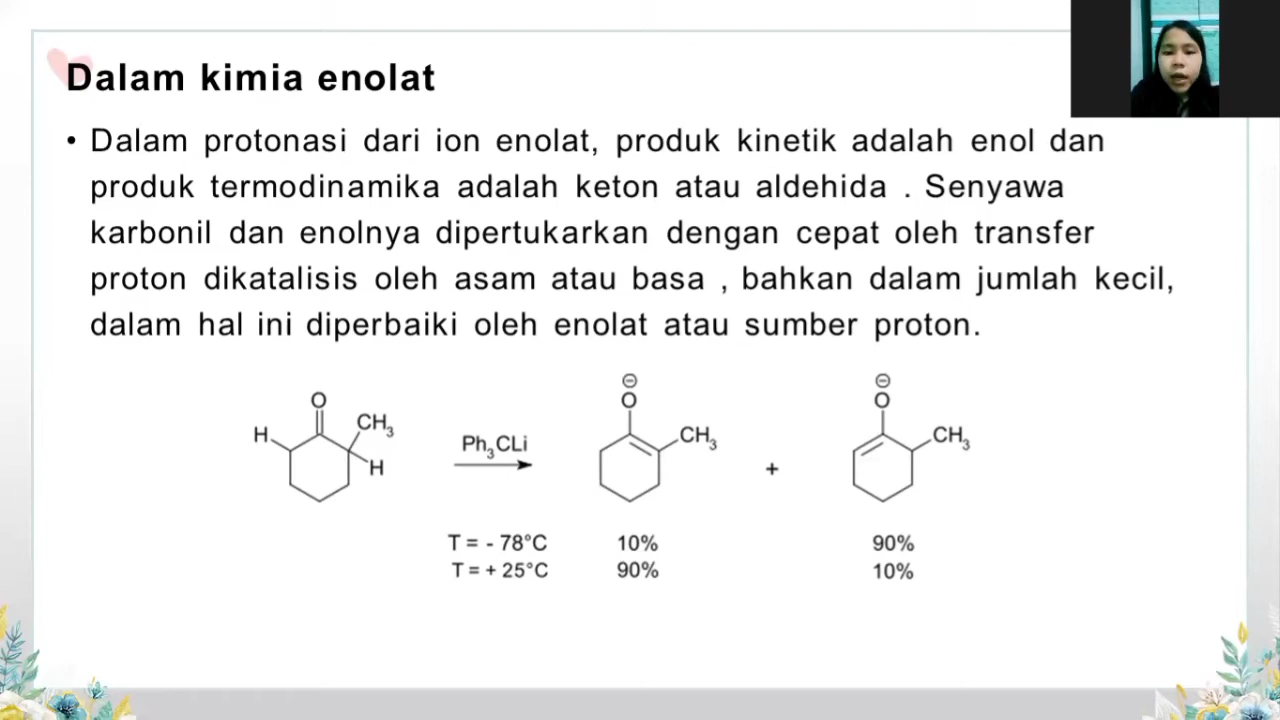 Dalam kimia enolat
• Dalam protonasi dari ion enolat, produk kinetik adalah enol dan
produk termodinamika adalah keton atau aldehida . Senyawa
karbonil dan enolnya dipertukarkan dengan cepat oleh transfer
proton dikatalisis oleh asam atau basa , bahkan dalam jumlah kecil,
dalam hal ini diperbaiki oleh enolat atau sumber proton.
O
H
CH₃
H
Ph₃CLi
⊖
O
CH₃
+
⊖
O
CH₃
T = - 78°C 10% 90%
T = + 25°C 90% 10%